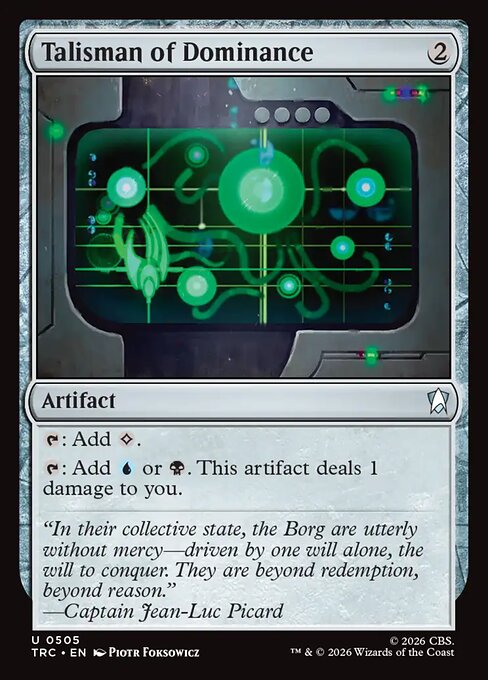 Talisman of Dominance 2
Artifact
: Add .
: Add or . This artifact deals 1
damage to you.
“In their collective state, the Borg are utterly
without mercy—driven by one will alone, the
will to conquer. They are beyond redemption,
beyond reason.”
—Captain Jean-Luc Picard
U 0505
TRC • EN Piotr Foksowicz
© 2026 CBS.
™ & © 2026 Wizards of the Coast